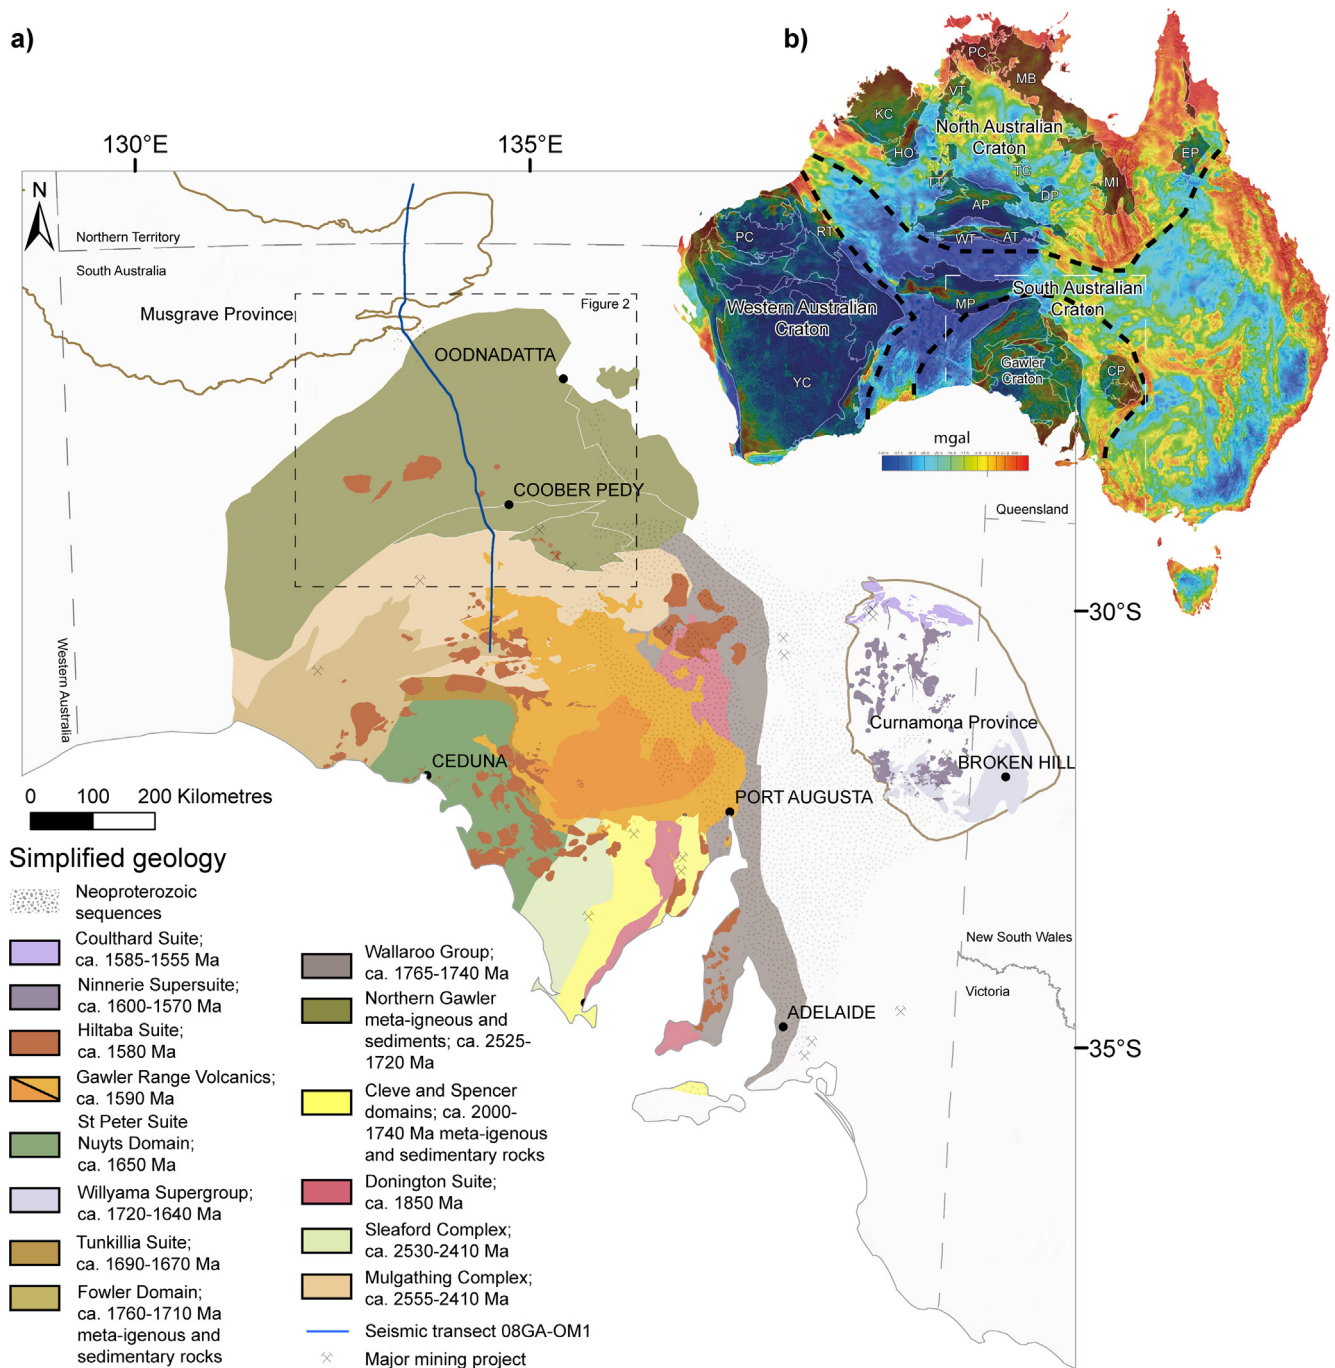 a)
b)
130°E
135°E
N
Northern Territory
South Australia
Musgrave Province
Figure 2
OODNADATTA
COOBER PEDY
Western Australia
CEDUNA
PORT AUGUSTA
ADELAIDE
Curnamona Province
BROKEN HILL
Queensland
30°S
New South Wales
Victoria
35°S
0 100 200 Kilometres
PC
MB
VT
KC
North Australian
Craton
HO
EP
TT
TC
MI
DP
AP
PC
RT
WT
AT
MP
South Australian
Craton
Western Australian
Craton
Gawler
Craton
CP
YC
mgal
Simplified geology
Neoproterozoic
sequences
Coulthard Suite;
ca. 1585-1555 Ma
Ninnerie Supersuite;
ca. 1600-1570 Ma
Hiltaba Suite;
ca. 1580 Ma
Gawler Range Volcanics;
ca. 1590 Ma
St Peter Suite
Nuyts Domain;
ca. 1650 Ma
Willyama Supergroup;
ca. 1720-1640 Ma
Tunkillia Suite;
ca. 1690-1670 Ma
Fowler Domain;
ca. 1760-1710 Ma
meta-igenous and
sedimentary rocks
Wallaroo Group;
ca. 1765-1740 Ma
Northern Gawler
meta-igneous and
sediments; ca. 2525-
1720 Ma
Cleve and Spencer
domains; ca. 2000-
1740 Ma meta-igenous
and sedimentary rocks
Donington Suite;
ca. 1850 Ma
Sleaford Complex;
ca. 2530-2410 Ma
Mulgathing Complex;
ca. 2555-2410 Ma
Seismic transect 08GA-OM1
Major mining project